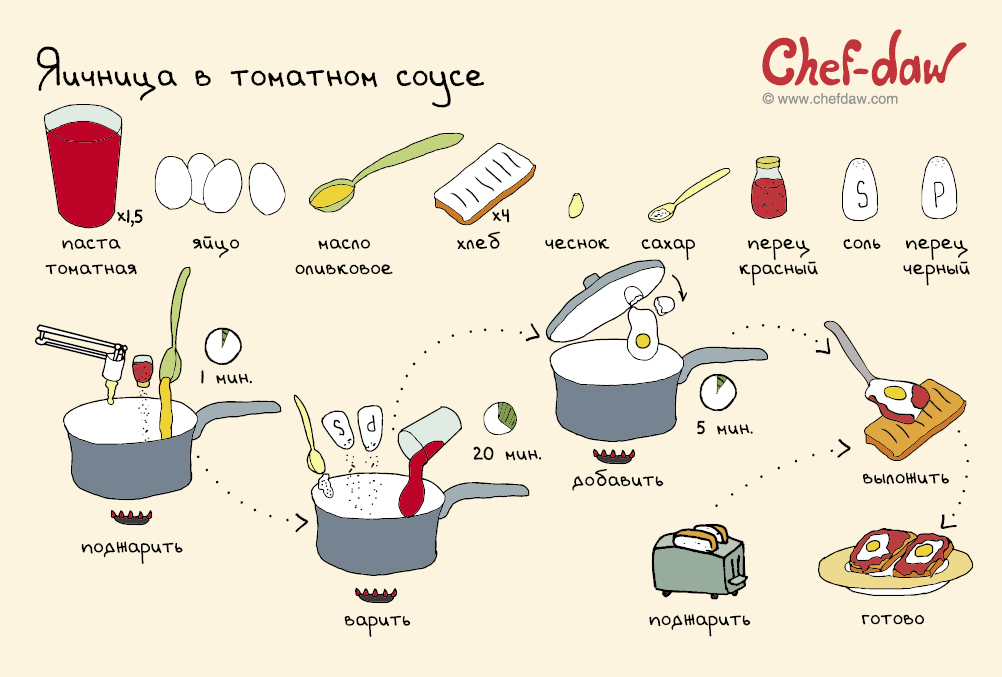 Яичница в томатном соусе
Chef-daw
© www.chefdaw.com
x1,5
x4
паста
томатная
яйцо
масло
оливковое
хлеб
чеснок
сахар
перец
красный
соль
перец
черный
S
P
1 мин.
поджарить
S
P
20 мин.
варить
5 мин.
добавить
выложить
поджарить
готово